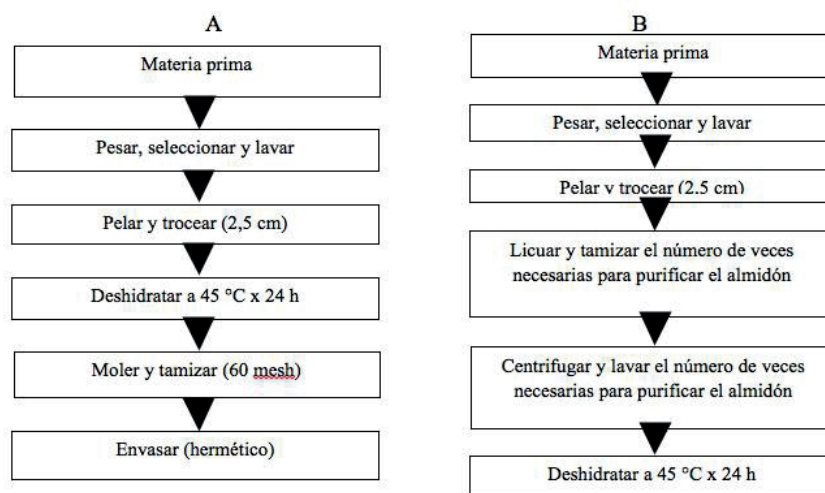 A
Materia prima
Pesar, seleccionar y lavar
Pelar y trocear (2,5 cm)
Deshidratar a 45 °C x 24 h
Moler y tamizar (60 mesh)
Envasar (hermético)
B
Materia prima
Pesar, seleccionar y lavar
Pelar y trocear (2.5 cm)
Licuar y tamizar el número de veces
necesarias para purificar el almidón
Centrifugar y lavar el número de veces
necesarias para purificar el almidón
Deshidratar a 45 °C x 24 h